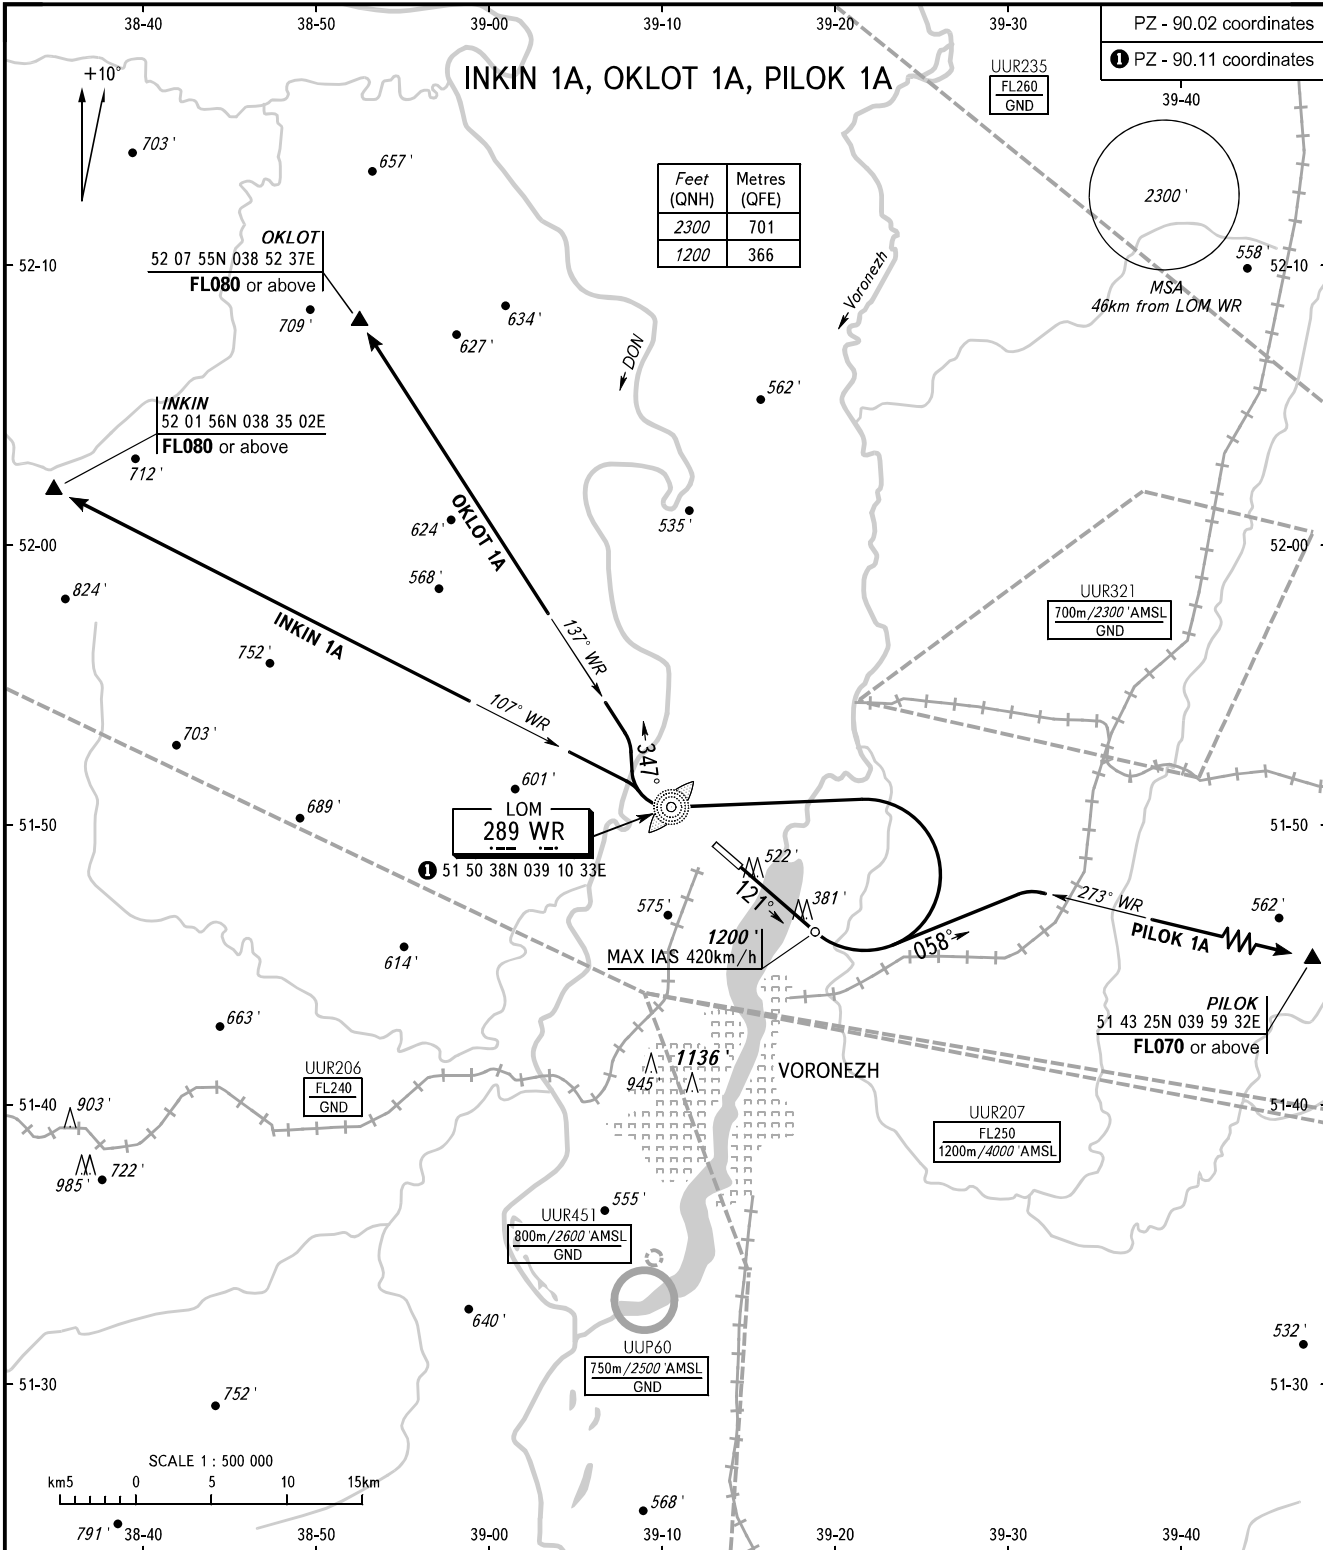 38-40
38-50
39-00
39-10
39-20
39-30
PZ - 90.02 coordinates
❶ PZ - 90.11 coordinates
+10°
INKIN 1A, OKLOT 1A, PILOK 1A
UUR235
FL260
GND
39-40
703'
657'
Feet (QNH) Metres (QFE)
2300 701
1200 366
2300'
OKLOT
52 07 55N 038 52 37E
FL080 or above
52-10
558'
52-10
MSA
46km from LOM WR
Voronezh
709'
634'
627'
DON
562'
INKIN
52 01 56N 038 35 02E
FL080 or above
712'
OKLOT 1A
624'
535'
52-00
52-00
568'
824'
UUR321
700m/2300'AMSL
GND
INKIN 1A
137° WR
752'
107° WR
703'
347°
601'
689'
LOM
289 WR
❶ 51 50 38N 039 10 33E
51-50
51-50
522'
121°
381'
575'
273° WR
562'
PILOK 1A
1200'
MAX IAS 420km/h
058°
614'
PILOK
51 43 25N 039 59 32E
FL070 or above
663'
1136'
945'
VORONEZH
UUR206
FL240
GND
903'
51-40
51-40
UUR207
FL250
1200m/4000'AMSL
722'
985'
555'
UUR451
800m/2600'AMSL
GND
640'
532'
UUP60
750m/2500'AMSL
GND
51-30
51-30
752'
SCALE 1 : 500 000
km5 0 5 10 15km
568'
791'
38-40
38-50
39-00
39-10
39-20
39-30
39-40